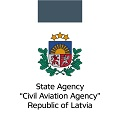 State Agency
“Civil Aviation Agency”
Republic of Latvia